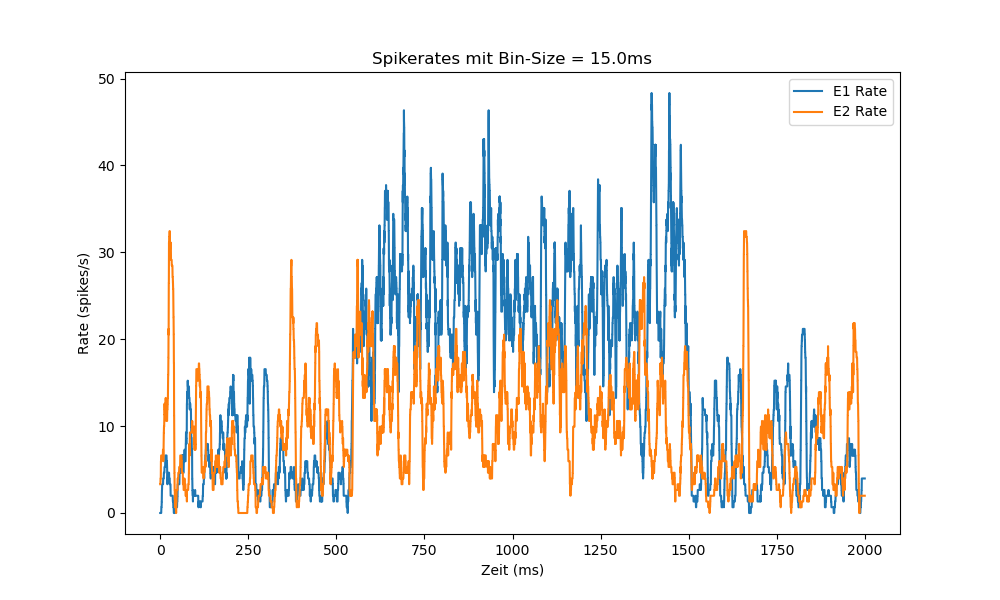 Spikerates mit Bin-Size = 15.0ms
E1 Rate
E2 Rate
50
40
30
20
10
0
Rate (spikes/s)
0 250 500 750 1000 1250 1500 1750 2000
Zeit (ms)